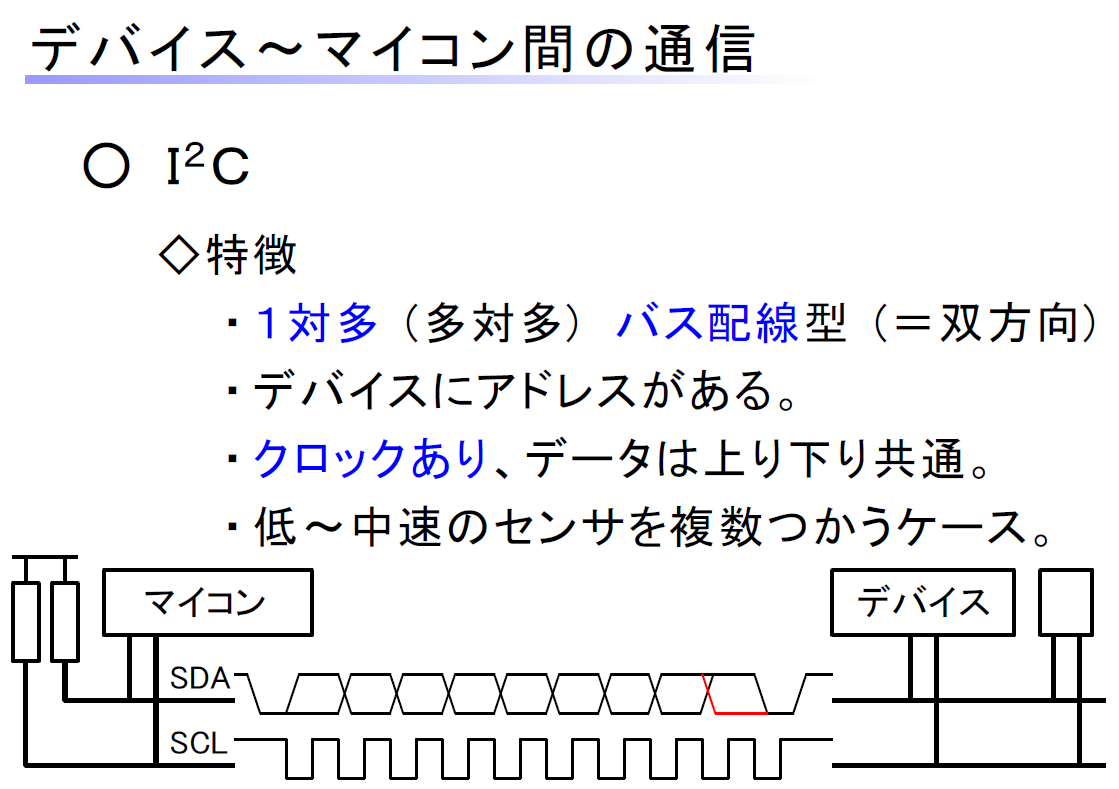 デバイス～マイコン間の通信
○ I²C
◇特徴
・１対多（多対多） バス配線型（＝双方向）
・デバイスにアドレスがある。
・クロックあり、データは上り下り共通。
・低～中速のセンサを複数つかうケース。
マイコン
デバイス
SDA
SCL